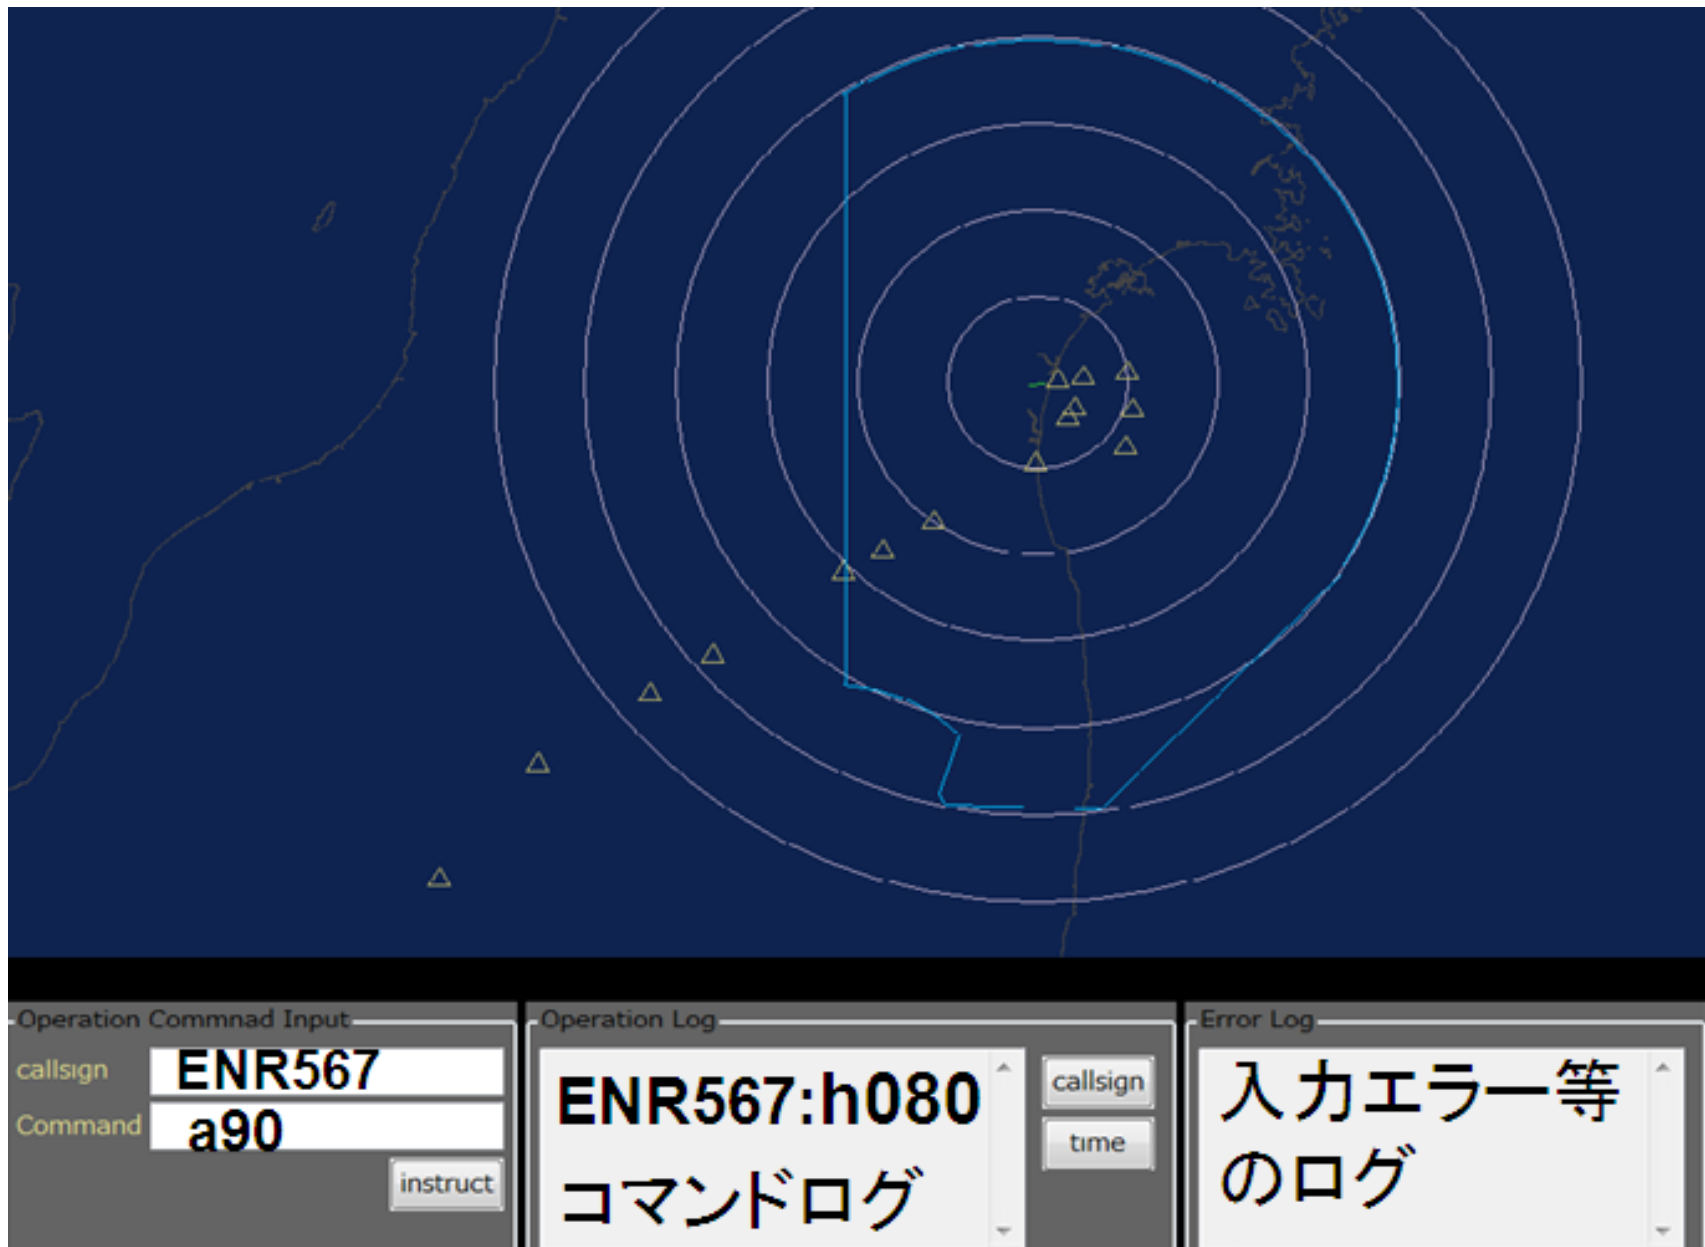 Operation Commnad Input
callsign
ENR567
Command
a90
instruct
Operation Log
ENR567:h080
コマンドログ
callsign
time
Error Log
入力エラー等
のログ